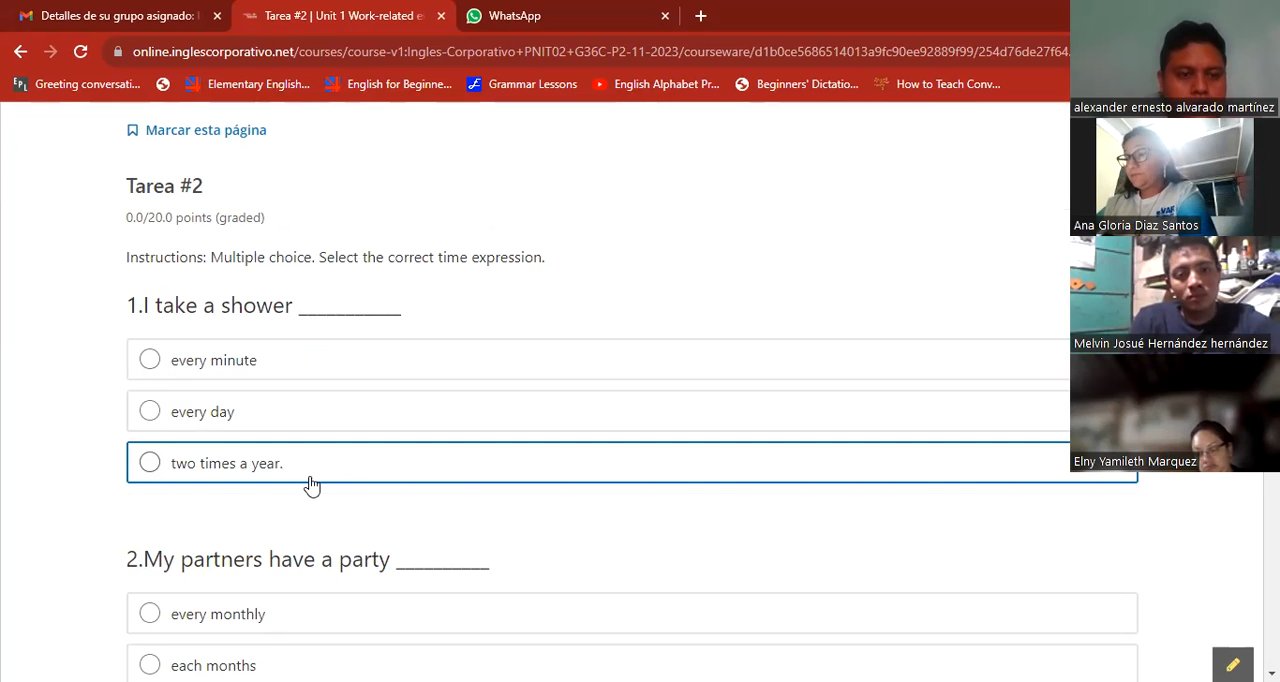 Detalles de su grupo asignado: I
Tarea #2 | Unit 1 Work-related e
WhatsApp
online.inglescorporativo.net/courses/course-v1:Ingles-Corporativo+PNIT02+G36C-P2-11-2023/courseware/d1b0ce5686514013a9fc90ee92889f99/254d76de27f64
Greeting conversati...
Elementary English...
English for Beginne...
Grammar Lessons
English Alphabet Pr...
Beginners' Dictatio...
How to Teach Conv...
Marcar esta página
Tarea #2
0.0/20.0 points (graded)
Instructions: Multiple choice. Select the correct time expression.
1.I take a shower ___________
every minute
every day
two times a year.
2.My partners have a party __________
every monthly
each months
alexander ernesto alvarado martínez
Ana Gloria Diaz Santos
Melvin Josué Hernández hernández
Elny Yamileth Marquez